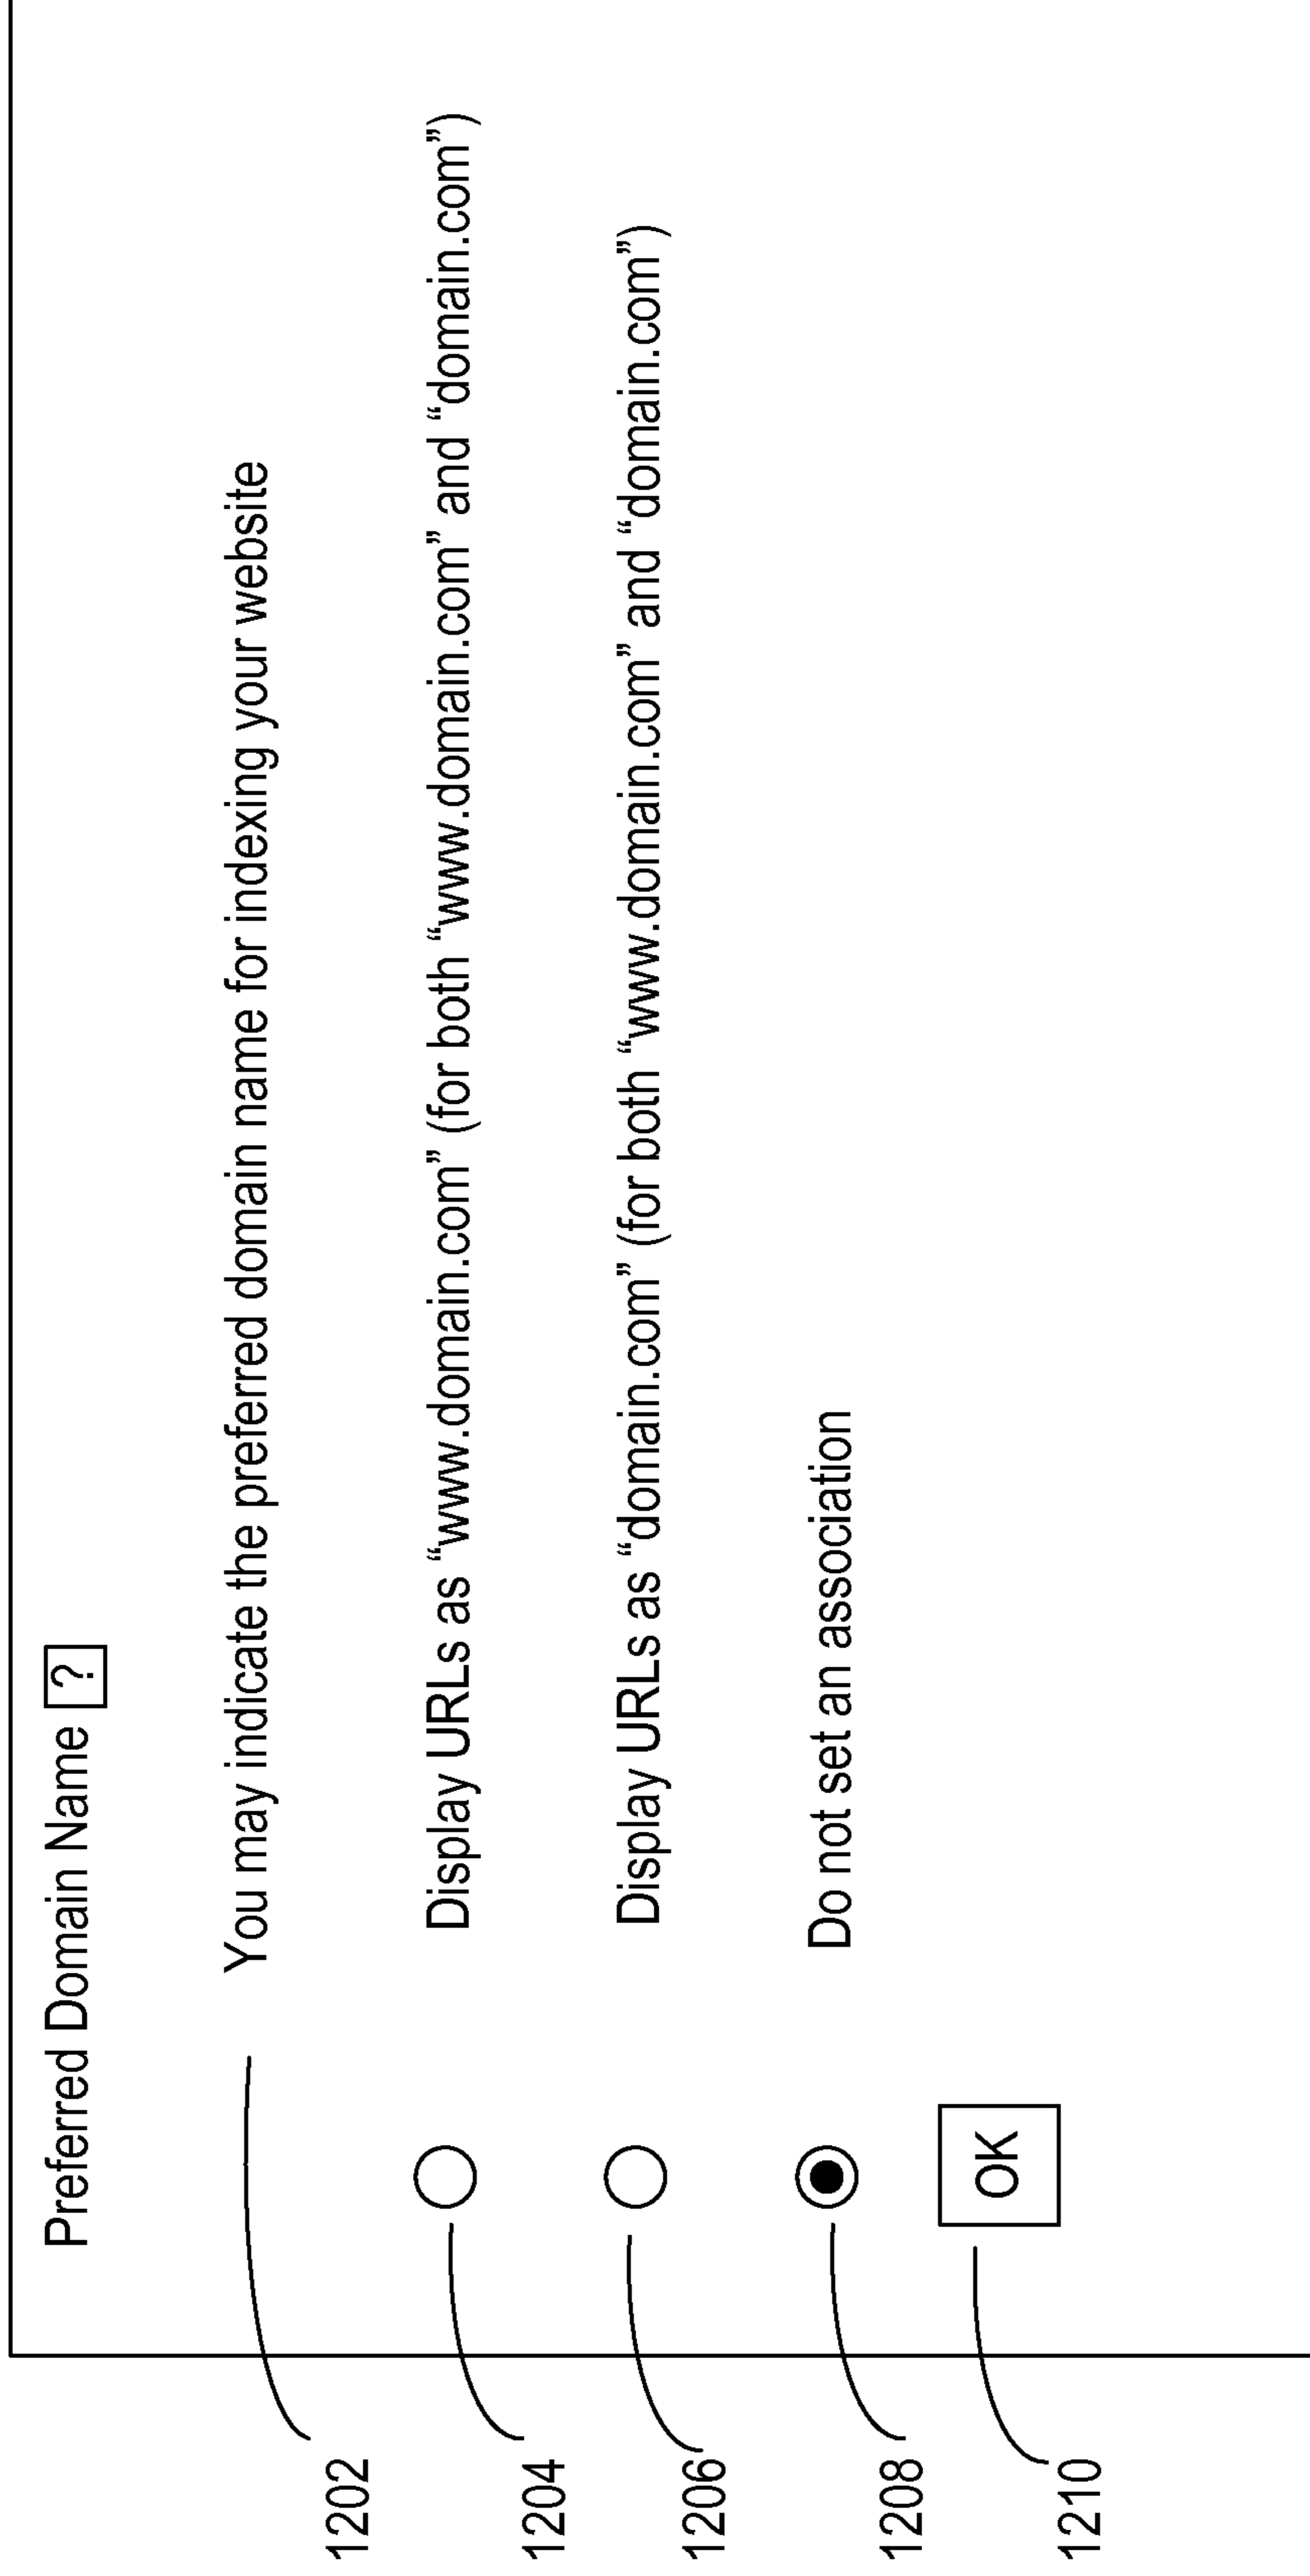 Preferred Domain Name ?
1202 You may indicate the preferred domain name for indexing your website
1204 Display URLs as “www.domain.com” (for both “www.domain.com” and “domain.com”)
1206 Display URLs as “domain.com” (for both “www.domain.com” and “domain.com”)
1208 Do not set an association
1210 OK